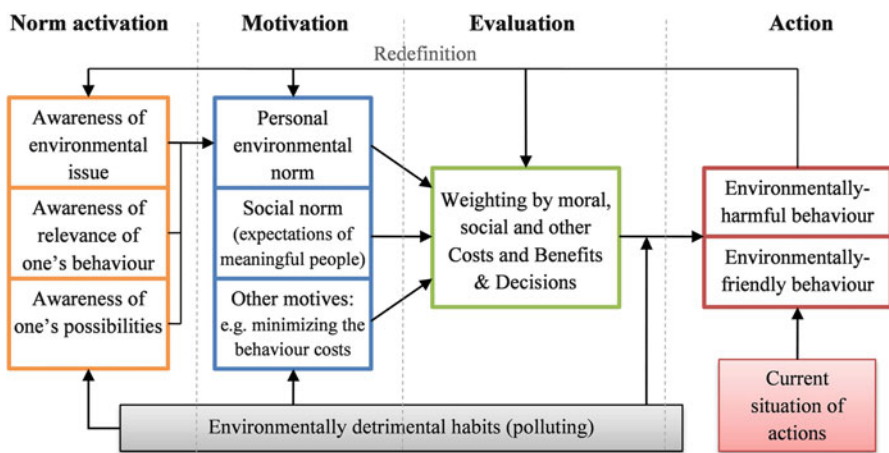 Norm activation
Motivation
Evaluation
Action
Redefinition
Awareness of
environmental
issue
Awareness of
relevance of
one's behaviour
Awareness of
one's possibilities
Personal
environmental
norm
Social norm
(expectations of
meaningful people)
Other motives:
e.g. minimizing the
behaviour costs
Weighting by moral,
social and other
Costs and Benefits
& Decisions
Environmentally-
harmful behaviour
Environmentally-
friendly behaviour
Current
situation of
actions
Environmentally detrimental habits (polluting)